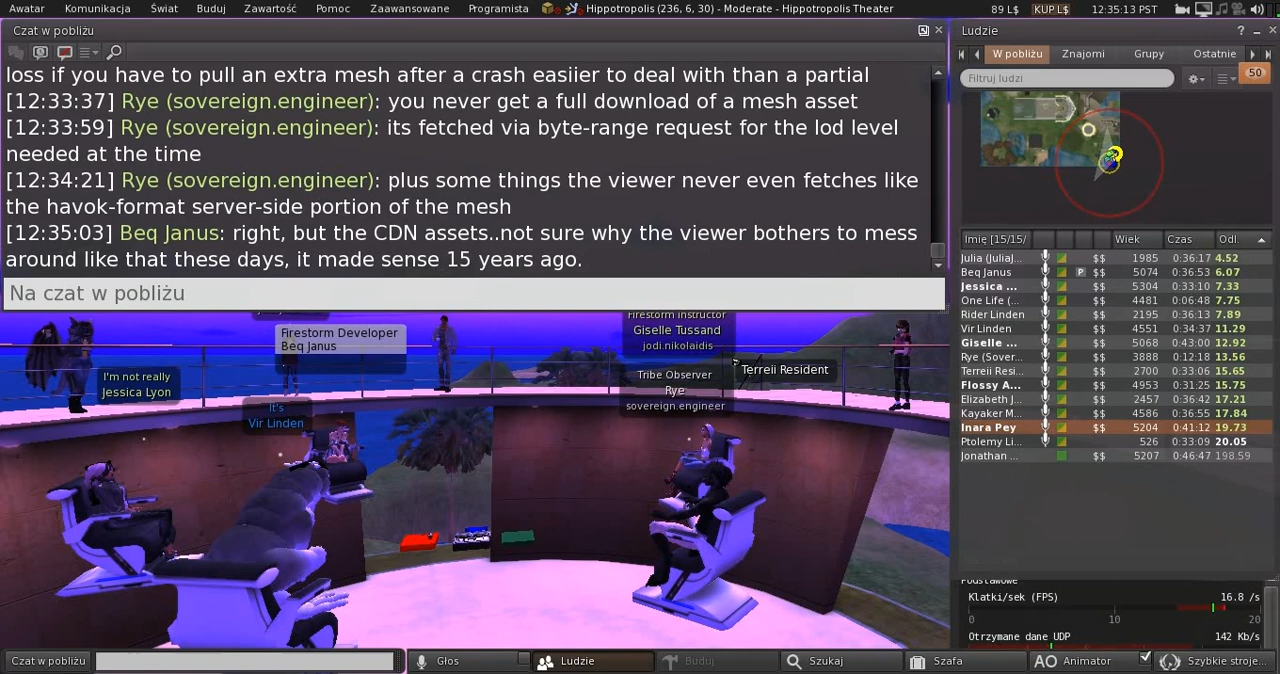 Awatar Komunikacja Świat Buduj Zawartość Pomoc Zaawansowane Programista Hippotropolis (236, 6, 30) - Moderate - Hippotropolis Theater 89 L$ KUP L$ 12:35:13 PST
Czat w pobliżu
loss if you have to pull an extra mesh after a crash easiier to deal with than a partial
[12:33:37] Rye (sovereign.engineer): you never get a full download of a mesh asset
[12:33:59] Rye (sovereign.engineer): its fetched via byte-range request for the lod level
needed at the time
[12:34:21] Rye (sovereign.engineer): plus some things the viewer never even fetches like
the havok-format server-side portion of the mesh
[12:35:03] Beq Janus: right, but the CDN assets..not sure why the viewer bothers to mess
around like that these days, it made sense 15 years ago.
Na czat w pobliżu
Firestorm Developer
Beq Janus
Firestorm Instructor
Giselle Tussand
jodi.nikolaidis
Terreii Resident
I'm not really
Jessica Lyon
Tribe Observer
Rye
sovereign.engineer
It's
Vir Linden
Ludzie ?
W pobliżu Znajomi Grupy Ostatnie
Filtruj ludzi 50
Imię [15/15/ Wiek Czas Odl.
Julia (JuliaJ... $$ 1985 0:36:17 4.52
Beq Janus P $$ 5074 0:36:53 6.07
Jessica ... $$ 5304 0:33:10 7.33
One Life (... $$ 4481 0:06:48 7.75
Rider Linden $$ 2195 0:36:13 7.89
Vir Linden $$ 4551 0:34:37 11.29
Giselle ... $$ 5068 0:43:00 12.92
Rye (Sover... $$ 3888 0:12:18 13.56
Terreii Resi... $$ 2700 0:33:06 15.65
Flossy A... $$ 4953 0:31:25 15.75
Elizabeth J... $$ 2457 0:36:42 17.21
Kayaker M... $$ 4586 0:36:55 17.84
Inara Pey $$ 5204 0:41:12 19.73
Ptolemy Li... 526 0:33:09 20.05
Jonathan ... $$ 5207 0:46:47 198.59
Podstawowe
Klatki/sek (FPS) 16.8 /s
0 10 20
Otrzymane dane UDP 142 Kb/s
Czat w pobliżu Głos Ludzie Buduj Szukaj Szafa AO Animator Szybkie stroje...